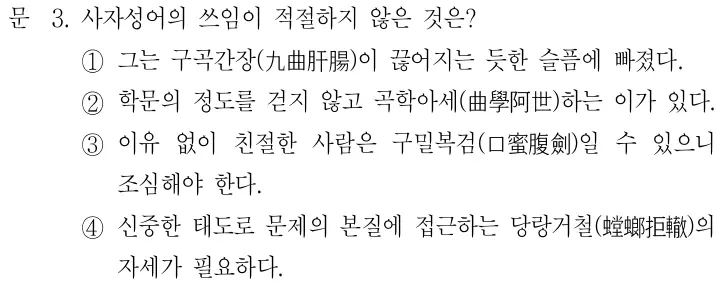 문 3. 사자성어의 쓰임이 적절하지 않은 것은?
① 그는 구곡간장(九曲肝腸)이 끊어지는 듯한 슬픔에 빠졌다.
② 학문의 정도를 걷지 않고 곡학아세(曲學阿世)하는 이가 있다.
③ 이유 없이 친절한 사람은 구밀복검(口蜜腹劍)일 수 있으니
조심해야 한다.
④ 신중한 태도로 문제의 본질에 접근하는 당랑거철(螳螂拒轍)의
자세가 필요하다.